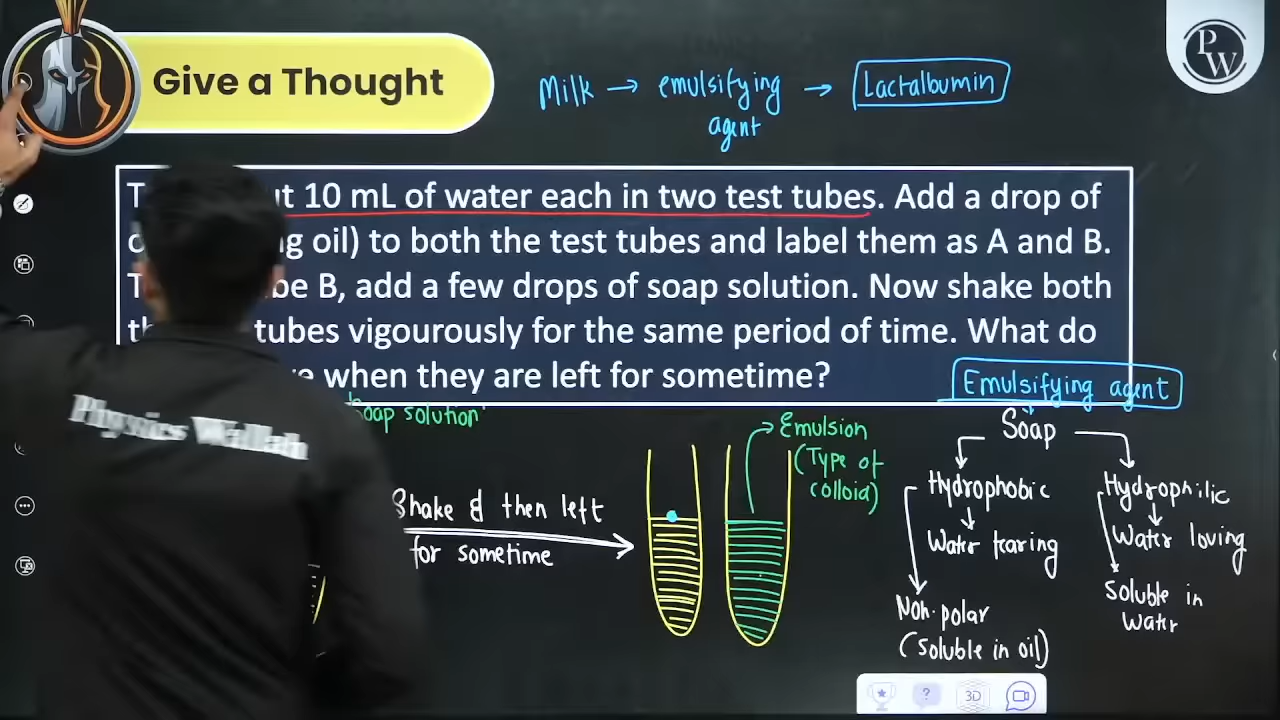 Give a Thought
Milk → emulsifying → Lactalbumin
agent
PW
10 mL of water each in two test tubes. Add a drop of
oil) to both the test tubes and label them as A and B.
B, add a few drops of soap solution. Now shake both
tubes vigourously for the same period of time. What do
when they are left for sometime?
Emulsifying agent
Soap solution
Soap
Emulsion
(Type of
colloid)
Hydrophobic
Hydrophilic
Physics Wallah
Shake & then left
for sometime
Water fearing
Water loving
Non-polar
(Soluble in oil)
Soluble in
Water
?
3D